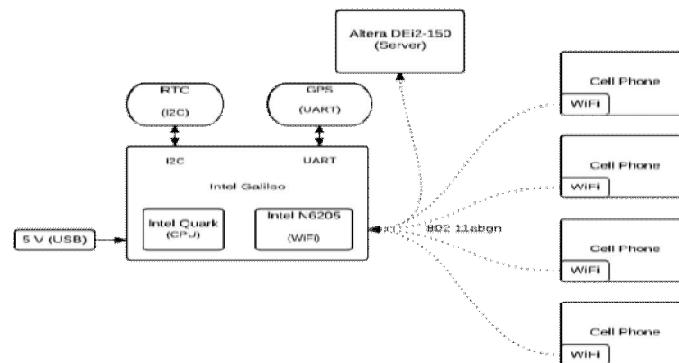 Altera DEi2-150
(Server)
RTC
(I2C)
GPS
(UART)
I2C
UART
Intel Galileo
Intel Quark
(CPU)
Intel N6205
(WiFi)
5 V (USB)
802.11abgn
Cell Phone
WiFi
Cell Phone
WiFi
Cell Phone
WiFi
Cell Phone
WiFi